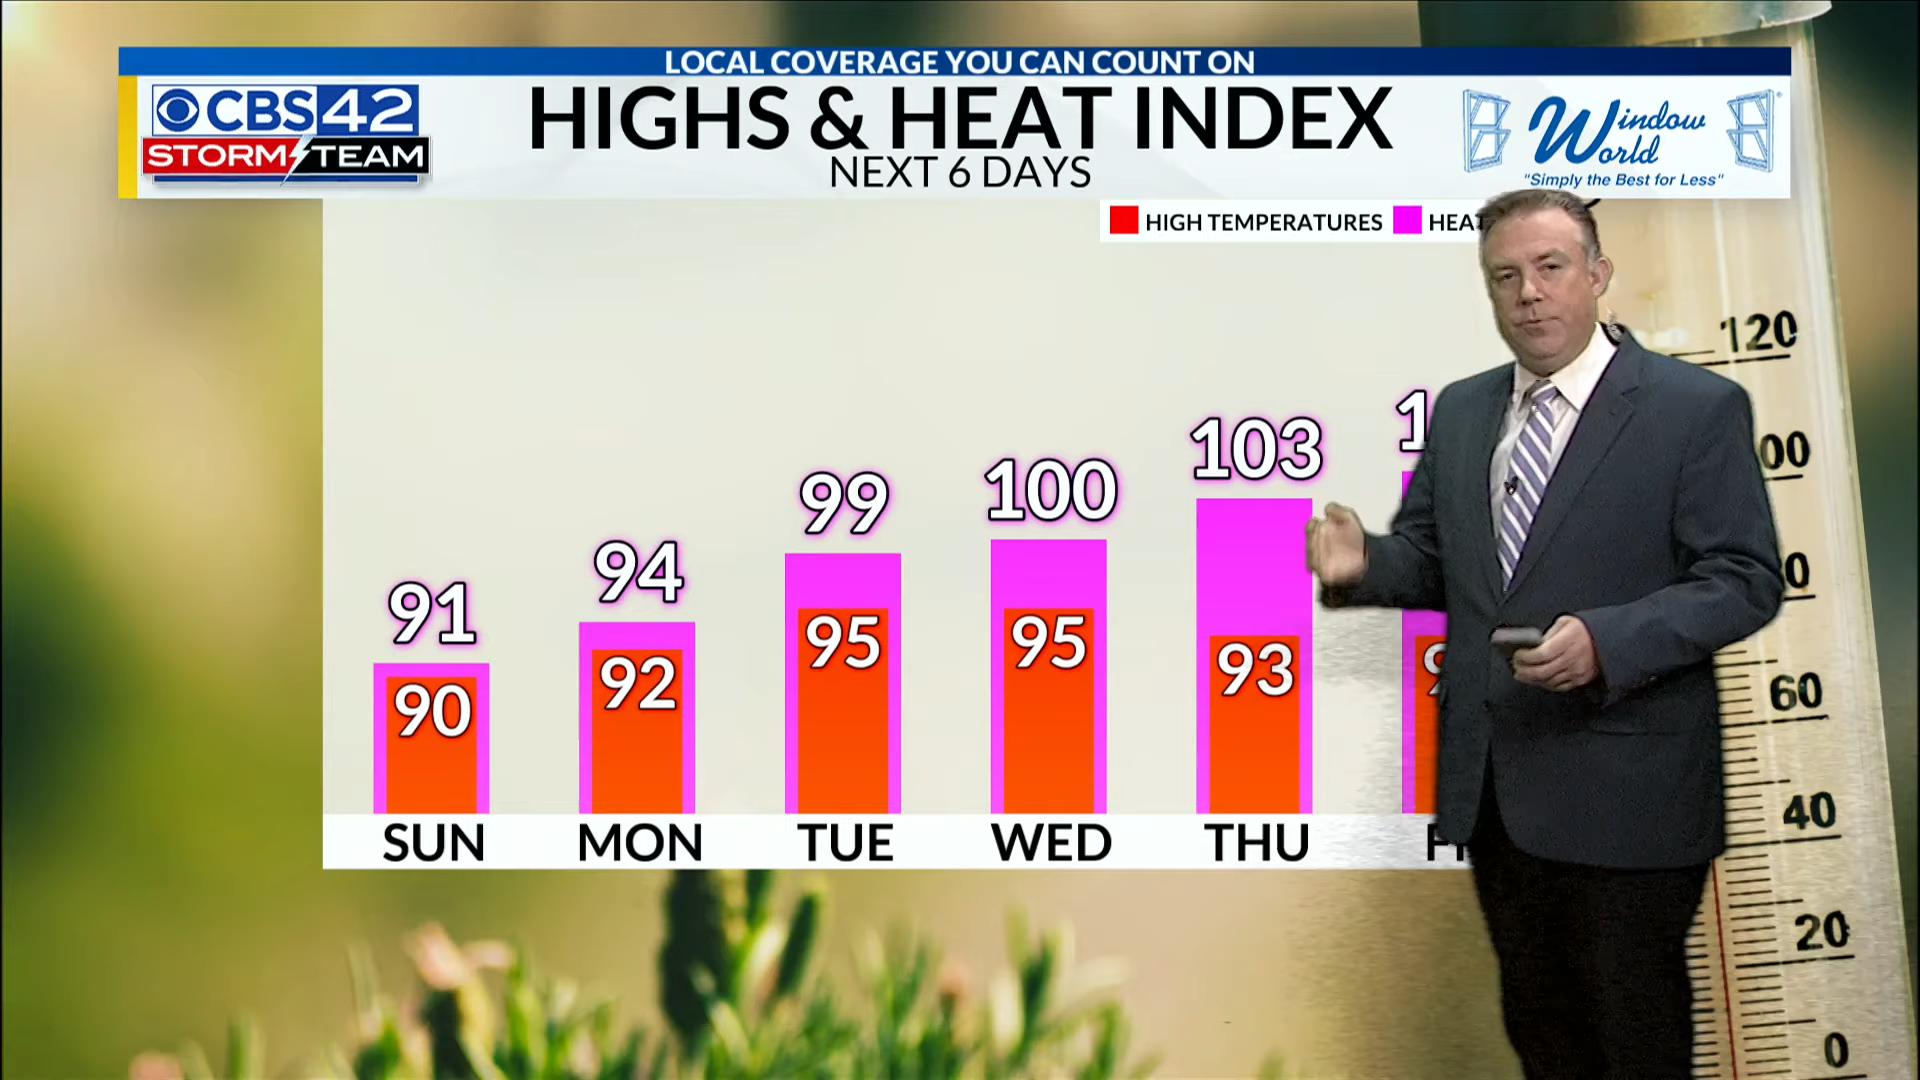 LOCAL COVERAGE YOU CAN COUNT ON
CBS 42
STORM TEAM
HIGHS & HEAT INDEX
NEXT 6 DAYS
Window World
"Simply the Best for Less"
HIGH TEMPERATURES
91 94 99 100 103
90 92 95 95 93
SUN MON TUE WED THU
120
60
40
20
0